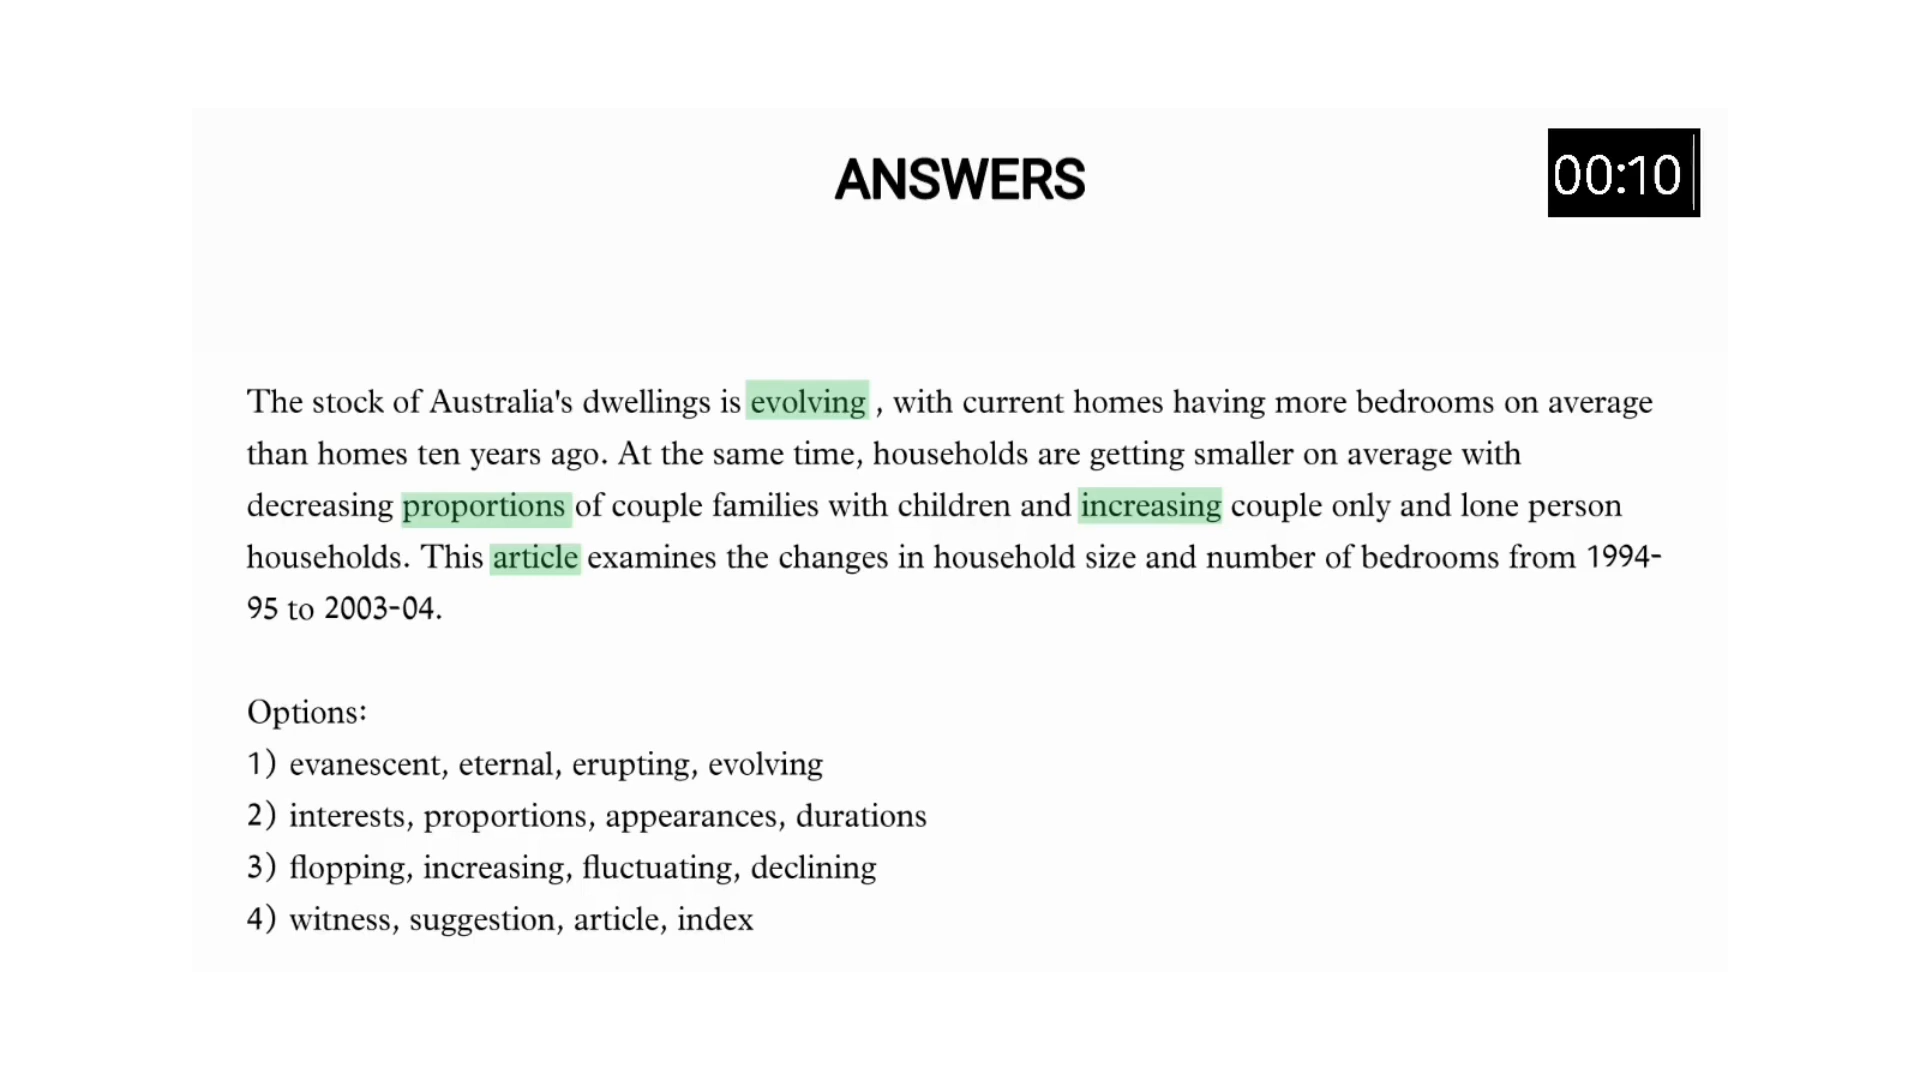 ANSWERS
00:10
The stock of Australia's dwellings is evolving , with current homes having more bedrooms on average
than homes ten years ago. At the same time, households are getting smaller on average with
decreasing proportions of couple families with children and increasing couple only and lone person
households. This article examines the changes in household size and number of bedrooms from 1994-
95 to 2003-04.
Options:
1) evanescent, eternal, erupting, evolving
2) interests, proportions, appearances, durations
3) flopping, increasing, fluctuating, declining
4) witness, suggestion, article, index